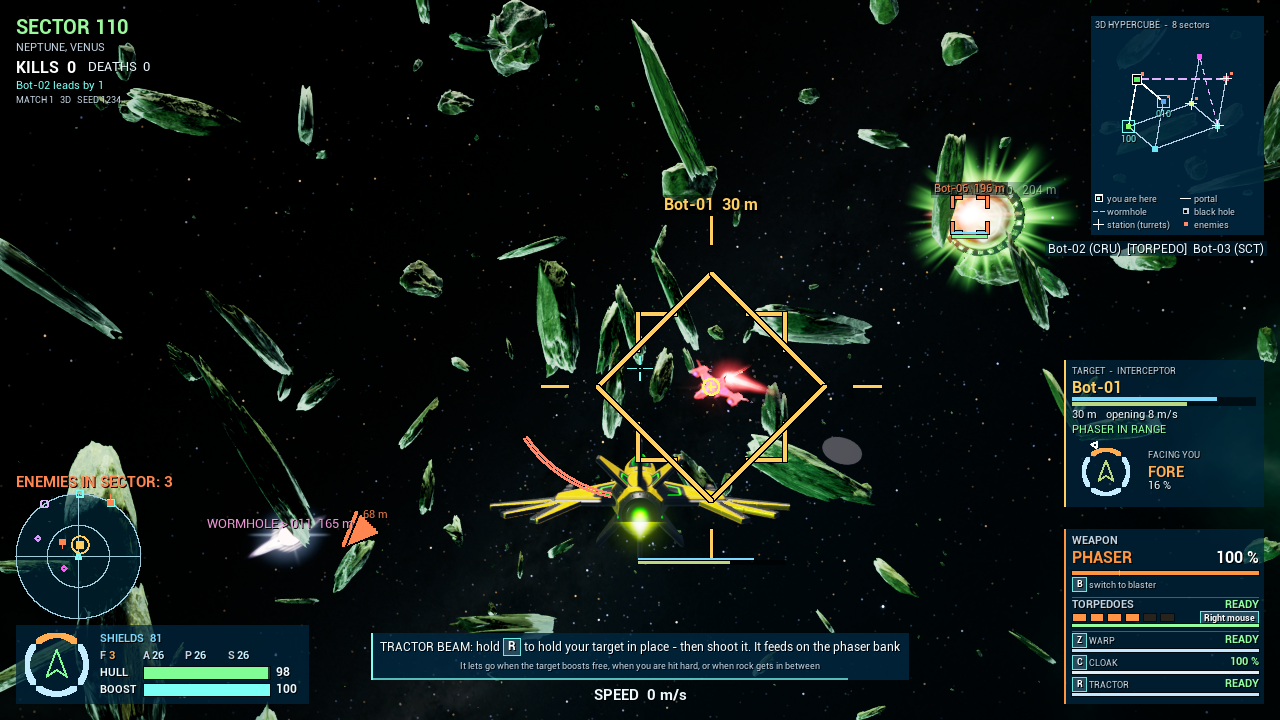 SECTOR 110
NEPTUNE, VENUS
KILLS 0 DEATHS 0
Bot-02 leads by 1
MATCH 1 3D SEED 1234
3D HYPERCUBE - 8 sectors
010
100
you are here
portal
wormhole
black hole
station (turrets)
enemies
Bot-02 (CRU) [TORPEDO] Bot-03 (SCT)
Bot-06 196 m
204 m
Bot-01 30 m
TARGET - INTERCEPTOR
Bot-01
30 m opening 8 m/s
PHASER IN RANGE
FACING YOU
FORE
16 %
ENEMIES IN SECTOR: 3
WORMHOLE > 011 165 m
68 m
WEAPON
PHASER 100 %
B switch to blaster
TORPEDOES READY
Right mouse
Z WARP READY
C CLOAK 100 %
R TRACTOR READY
SHIELDS 81
F 3 A 26 P 26 S 26
HULL 98
BOOST 100
TRACTOR BEAM: hold R to hold your target in place - then shoot it. It feeds on the phaser bank
It lets go when the target boosts free, when you are hit hard, or when rock gets in between
SPEED 0 m/s